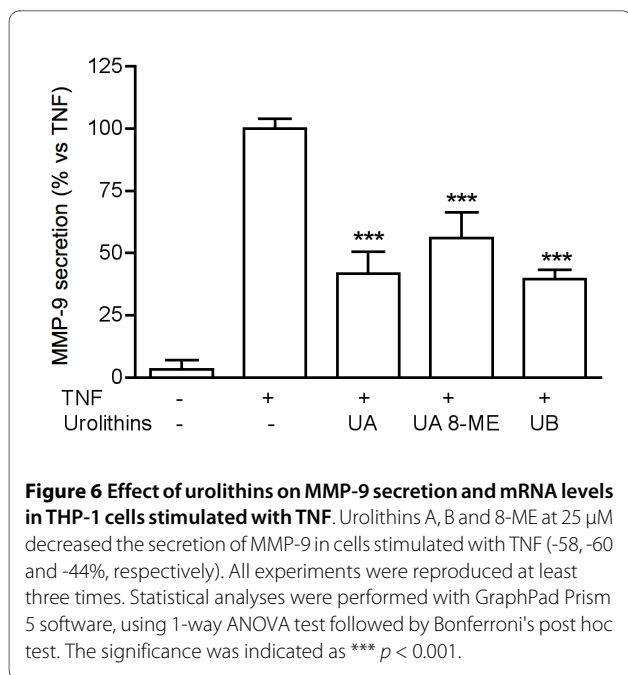 125
100
75
50
25
0
MMP-9 secretion (% vs TNF)
***
***
***
TNF - + + + +
Urolithins - - UA UA 8-ME UB
Figure 6 Effect of urolithins on MMP-9 secretion and mRNA levels
in THP-1 cells stimulated with TNF. Urolithins A, B and 8-ME at 25 μM
decreased the secretion of MMP-9 in cells stimulated with TNF (-58, -60
and -44%, respectively). All experiments were reproduced at least
three times. Statistical analyses were performed with GraphPad Prism
5 software, using 1-way ANOVA test followed by Bonferroni's post hoc
test. The significance was indicated as *** p < 0.001.